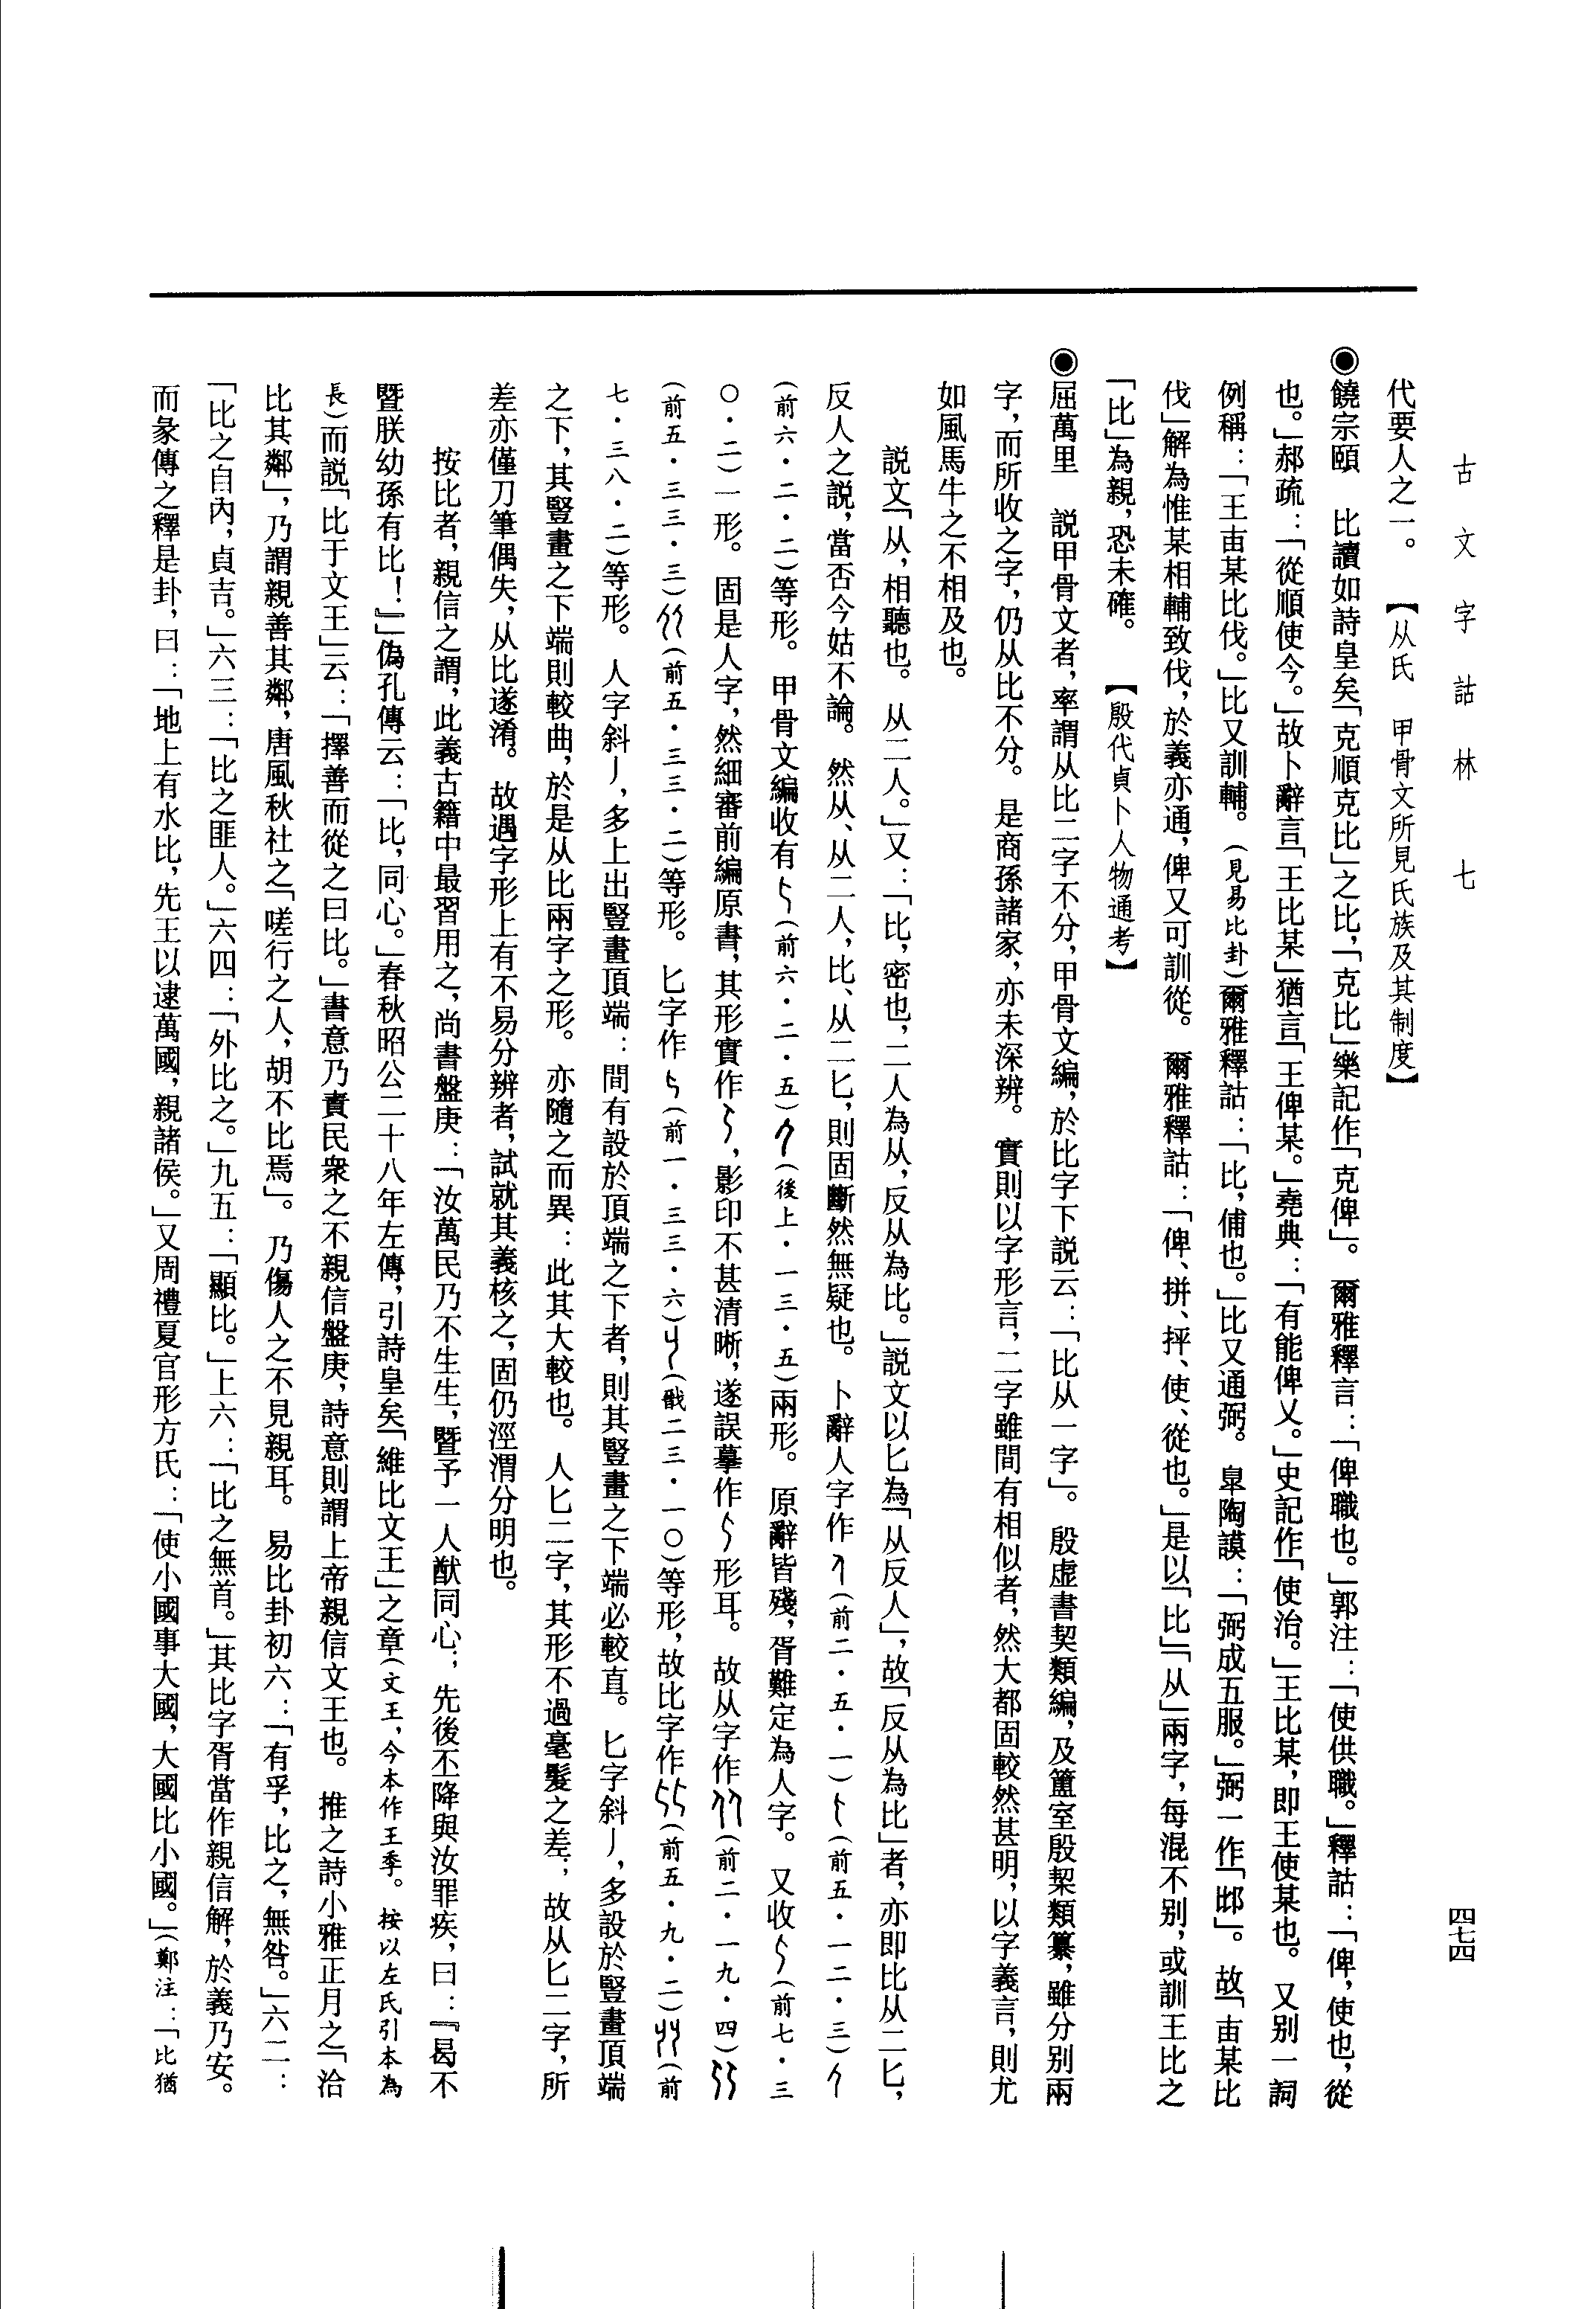 古文字詁林 七
四七四
代要人之一。 【从氏 甲骨文所見氏族及其制度】
◉饒宗頤 比讀如詩皇矣「克順克比」之比,「克比」樂記作「克俾」。爾雅釋言:「俾職也。」郭注:「使供職。」釋詁:「俾,使也,從
也。」郝疏:「從順使令。」故卜辭言「王比某」猶言「王俾某。」堯典:「有能俾乂。」史記作「使治。」王比某,即王使某也。又别一詞
例稱:「王叀某比伐。」比又訓輔。(見易比卦)爾雅釋詁:「比,俌也。」比又通弼。皐陶謨:「弼成五服。」弼一作「䣙」。故「叀某比
伐」解為惟某相輔致伐,於義亦通,俾又可訓從。爾雅釋詁:「俾、拼、抨、使、從也。」是以「比」「从」兩字,每混不别,或訓王比之
「比」為親,恐未確。 【殷代貞卜人物通考】
◉屈萬里 説甲骨文者,率謂从比二字不分,甲骨文編,於比字下説云:「比从一字」。殷虚書契類編,及簠室殷栔類纂,雖分别兩
字,而所收之字,仍从比不分。是商孫諸家,亦未深辨。實則以字形言,二字雖間有相似者,然大都固較然甚明,以字義言,則尤
如風馬牛之不相及也。
説文「从,相聽也。从二人。」又:「比,密也,二人為从,反从為比。」説文以匕為「从反人」,故「反从為比」者,亦即比从二匕,
反人之説,當否今姑不論。然从、从二人,比、从二匕,則固斷然無疑也。卜辭人字作(前二·五·一)(前五·一二·三)
(前六·二·二)等形。甲骨文編收有(前六·二·五)(後上·一三·五)兩形。原辭皆殘,胥難定為人字。又收(前七·三
〇·二)一形。固是人字,然細審前編原書,其形實作,影印不甚清晰,遂誤摹作形耳。故从字作(前二·一九·四)
(前五·三三·三)(前五·三三·二)等形。匕字作(前一·三三·六)(戩二三·一〇)等形,故比字作(前五·九·二)(前
七·三八·二)等形。人字斜丿,多上出豎畫頂端:間有設於頂端之下者,則其豎畫之下端必較直。匕字斜丿,多設於豎畫頂端
之下,其豎畫之下端則較曲,於是从比兩字之形。亦隨之而異:此其大較也。人匕二字,其形不過毫髮之差;故从匕二字,所
差亦僅刀筆偶失,从比遂淆。故遇字形上有不易分辨者,試就其義核之,固仍涇渭分明也。
按比者,親信之謂,此義古籍中最習用之,尚書盤庚:「汝萬民乃不生生,暨予一人猷同心;先後丕降與汝罪疾,曰:『曷不
暨朕幼孫有比!』」偽孔傳云:「比,同心。」春秋昭公二十八年左傳,引詩皇矣「維比文王」之章(文王,今本作王季。按以左氏引本為
長)而説「比于文王」云:「擇善而從之曰比。」書意乃責民衆之不親信盤庚,詩意則謂上帝親信文王也。推之詩小雅正月之「洽
比其鄰」,乃謂親善其鄰,唐風秋社之「嗟行之人,胡不比焉」。乃傷人之不見親耳。易比卦初六:「有孚,比之,無咎。」六二:
「比之自內,貞吉。」六三:「比之匪人。」六四:「外比之。」九五:「顯比。」上六:「比之無首。」其比字胥當作親信解,於義乃安。
而彖傳之釋是卦,曰:「地上有水比,先王以建萬國,親諸侯。」又周禮夏官形方氏:「使小國事大國,大國比小國。」(鄭注:「比猶